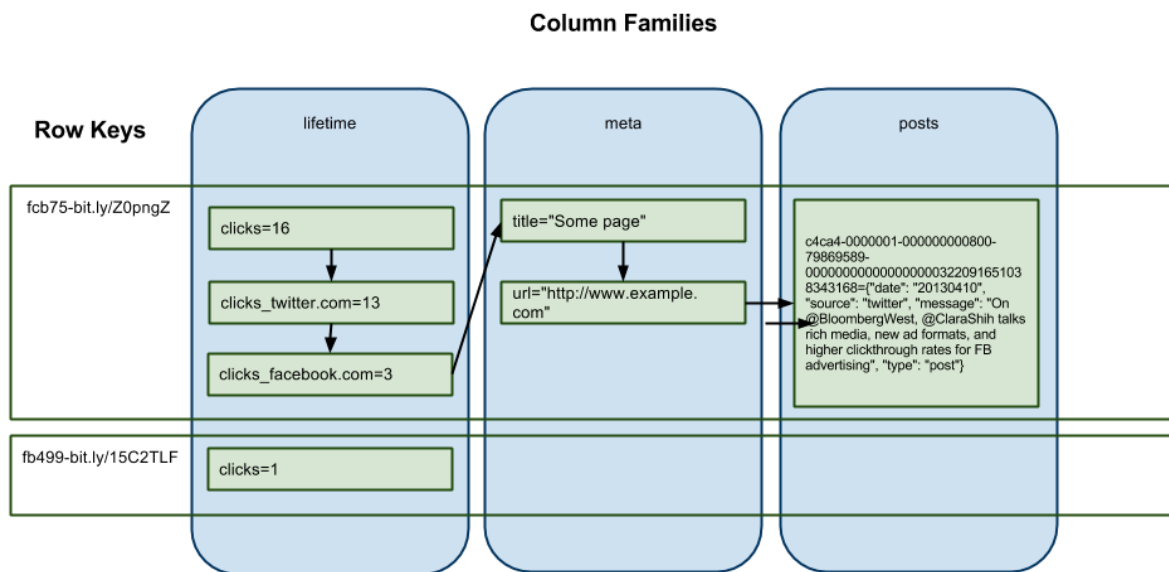 Column Families
Row Keys
lifetime
meta
posts
fcb75-bit.ly/Z0pngZ
clicks=16
clicks_twitter.com=13
clicks_facebook.com=3
title="Some page"
url="http://www.example.
com"
c4ca4-0000001-000000000800-
79869589-
00000000000000000032209165103
8343168={"date": "20130410",
"source": "twitter", "message": "On
@BloombergWest, @ClaraShih talks
rich media, new ad formats, and
higher clickthrough rates for FB
advertising", "type": "post"}
fb499-bit.ly/15C2TLF
clicks=1